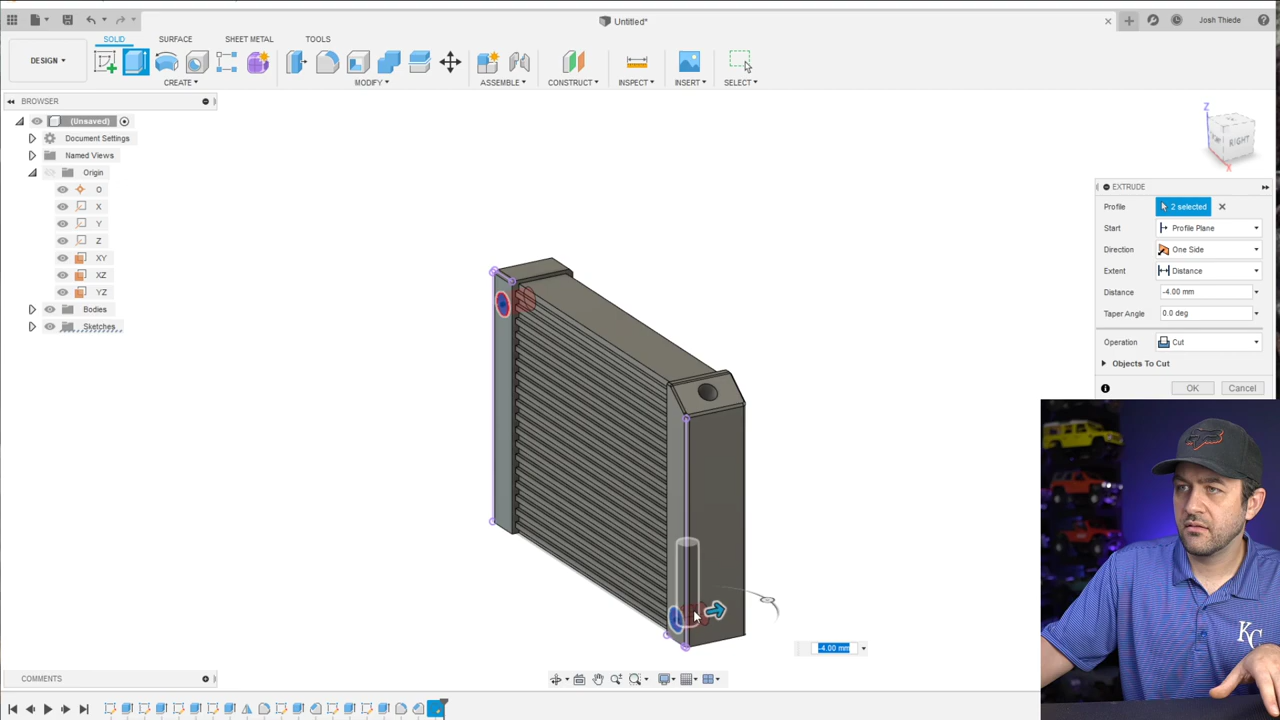 Untitled*
Josh Thiede
DESIGN
SOLID
SURFACE
SHEET METAL
TOOLS
CREATE
MODIFY
ASSEMBLE
CONSTRUCT
INSPECT
INSERT
SELECT
BROWSER
(Unsaved)
Document Settings
Named Views
Origin
O
X
Y
Z
XY
XZ
YZ
Bodies
Sketches
Z
RIGHT
X
EXTRUDE
Profile 2 selected
Start Profile Plane
Direction One Side
Extent Distance
Distance -4.00 mm
Taper Angle 0.0 deg
Operation Cut
Objects To Cut
OK Cancel
-4.00 mm
KC
COMMENTS